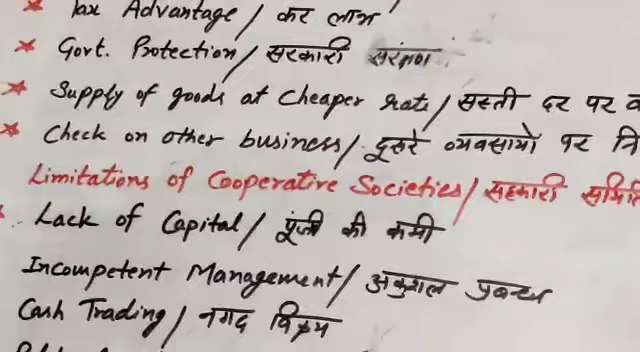 Tax Advantage / कर लाभ
Govt. Protection / सरकारी संरक्षण
Supply of goods at cheaper rate / सस्ती दर पर
Check on other business / दूसरे व्यवसायों पर
Limitations of Cooperative Societies / सहकारी समिति
Lack of Capital / पूंजी की कमी
Incompetent Management / अकुशल प्रबन्ध
Cash Trading / नगद विक्रय